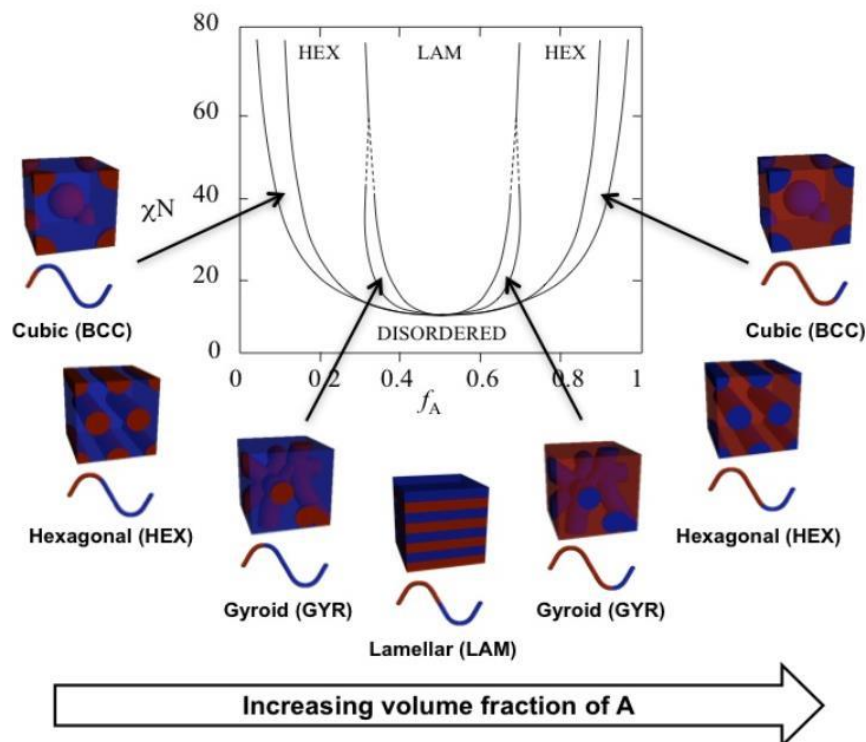 80
HEX LAM HEX
60
χN
40
20
DISORDERED
0
0 0.2 0.4 0.6 0.8 1
fA
Cubic (BCC)
Cubic (BCC)
Hexagonal (HEX)
Hexagonal (HEX)
Gyroid (GYR)
Gyroid (GYR)
Lamellar (LAM)
Increasing volume fraction of A